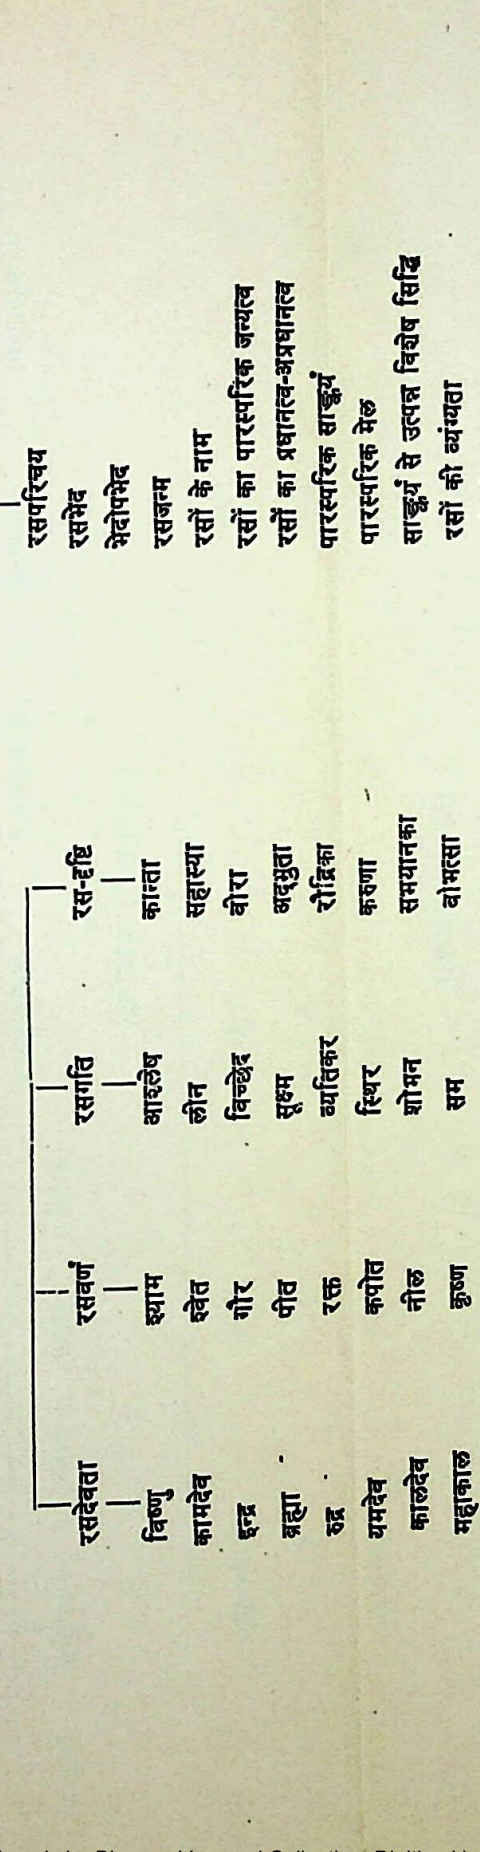 रसदेवता
विष्णु
कामदेव
इन्द्र
ब्रह्मा
रुद्र
यमदेव
कालदेव
महाकाल
रसवर्ण
श्याम
श्वेत
गौर
पीत
रक्त
कपोत
नील
कृष्ण
रसगति
आश्लेष
लीन
विच्छेद
सूक्ष्म
व्यतिकर
स्थिर
शोभन
सम
रस-दृष्टि
कान्ता
सहास्या
वीरा
अद्भुता
रौद्रिका
करुणा
सभयानका
वीभत्सा
रसपरिचय
रसभेद
भेदोपभेद
रसजन्म
रसों के नाम
रसों का पारस्परिक जन्यत्व
रसों का प्रधानत्व-अप्रधानत्व
पारस्परिक साङ्कर्य
पारस्परिक मेल
साङ्कर्य से उत्पन्न विशेष सिद्धि
रसों की व्यंग्यता